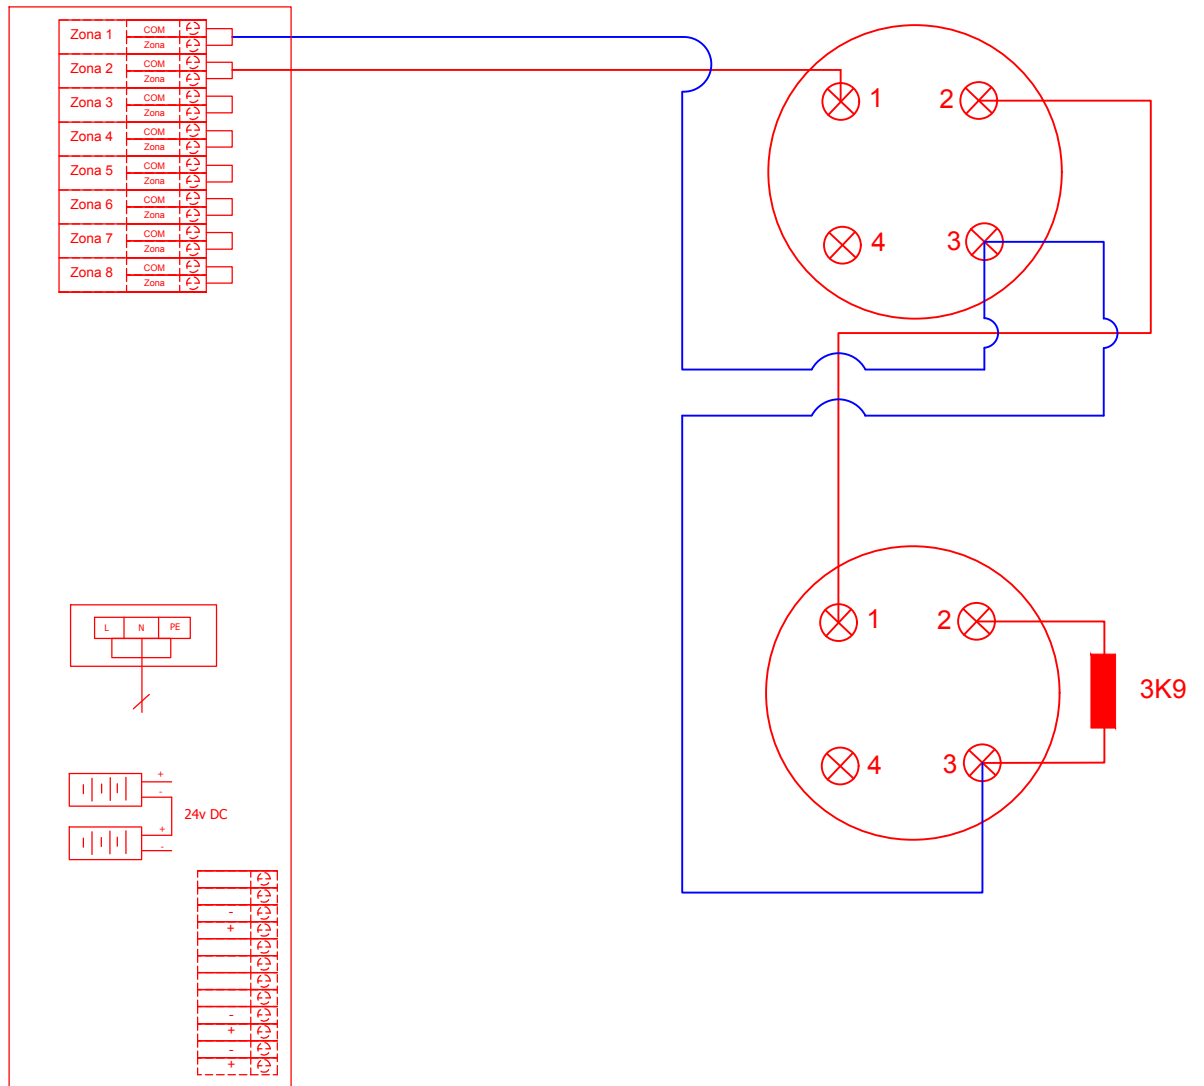 Zona 1 COM
Zona
Zona 2 COM
Zona
Zona 3 COM
Zona
Zona 4 COM
Zona
Zona 5 COM
Zona
Zona 6 COM
Zona
Zona 7 COM
Zona
Zona 8 COM
Zona
1 2
4 3
L N PE
1 2
3K9
4 3
+
-
24v DC
+
-
-
+
-
+
-
+